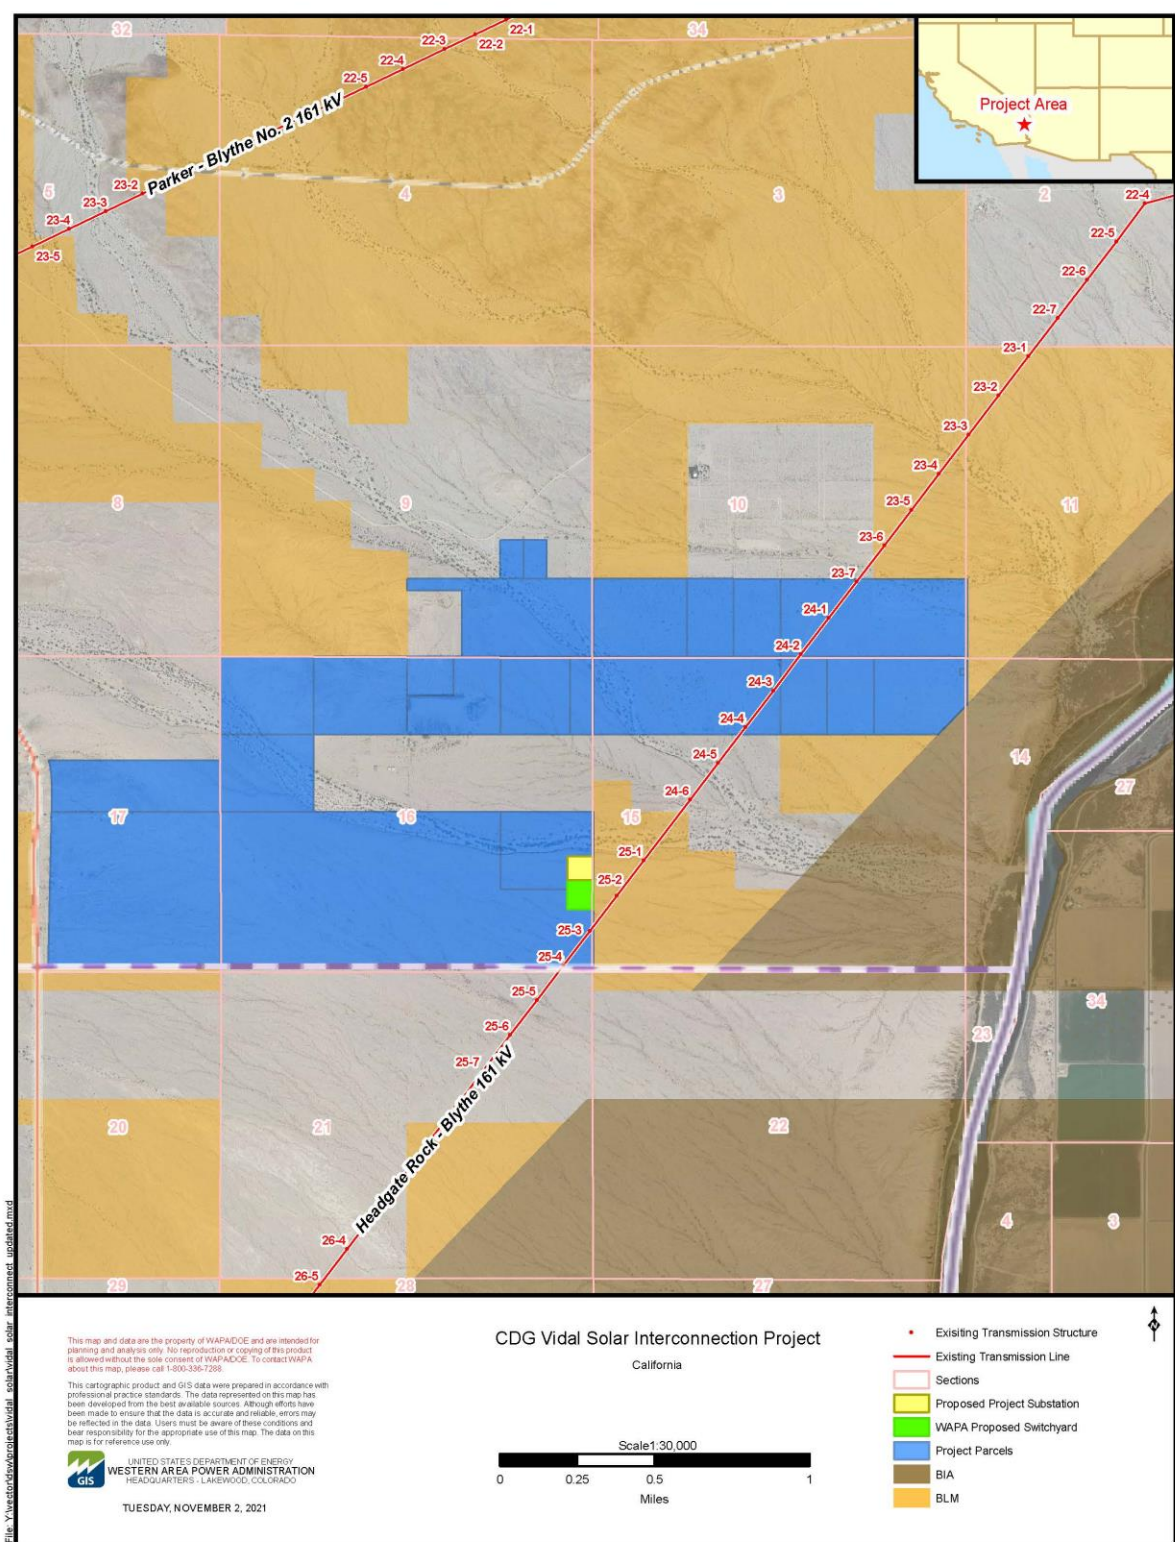 32
34
22-1
22-2
22-3
22-4
22-5
Parker - Blythe No. 2 161 kV
Project Area
5
4
3
2
23-2
23-3
23-4
23-5
22-4
22-5
22-6
22-7
23-1
23-2
23-3
23-4
23-5
23-6
23-7
8
9
10
11
24-1
24-2
24-3
24-4
24-5
24-6
17
16
15
14
27
25-1
25-2
25-3
25-4
25-5
25-6
25-7
34
23
Headgate Rock - Blythe 161 kV
20
21
22
4
3
26-4
26-5
29
28
27
File: Y:\vector\dsw\projects\vidal_solar\vidal_solar_interconnect_updated.mxd
This map and data are the property of WAPA/DOE and are intended for
planning and analysis only. No reproduction or copying of this product
is allowed without the sole consent of WAPA/DOE. To contact WAPA
about this map, please call 1-800-336-7288.
This cartographic product and GIS data were prepared in accordance with
professional practice standards. The data represented on this map has
been developed from the best available sources. Although efforts have
been made to ensure that the data is accurate and reliable, errors may
be reflected in the data. Users must be aware of these conditions and
bear responsibility for the appropriate use of this map. The data on this
map is for reference use only.
GIS
UNITED STATES DEPARTMENT OF ENERGY
WESTERN AREA POWER ADMINISTRATION
HEADQUARTERS - LAKEWOOD, COLORADO
TUESDAY, NOVEMBER 2, 2021
CDG Vidal Solar Interconnection Project
California
Scale1:30,000
0 0.25 0.5 1
Miles
N
Exisiting Transmission Structure
Existing Transmission Line
Sections
Proposed Project Substation
WAPA Proposed Switchyard
Project Parcels
BIA
BLM